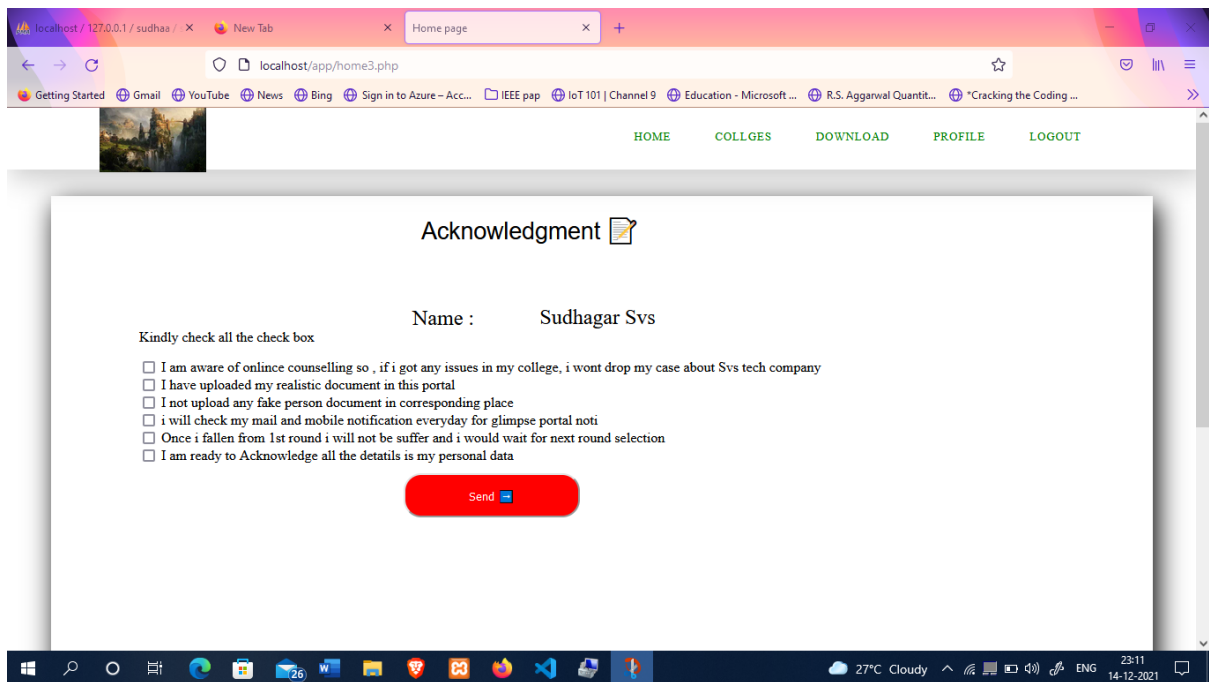 localhost / 127.0.0.1 / sudhaa /
New Tab
Home page
localhost/app/home3.php
Getting Started Gmail YouTube News Bing Sign in to Azure – Acc... IEEE pap IoT 101 | Channel 9 Education - Microsoft ... R.S. Aggarwal Quantit... *Cracking the Coding ...
HOME COLLGES DOWNLOAD PROFILE LOGOUT
Acknowledgment
Name : Sudhagar Svs
Kindly check all the check box
I am aware of onlince counselling so , if i got any issues in my college, i wont drop my case about Svs tech company
I have uploaded my realistic document in this portal
I not upload any fake person document in corresponding place
i will check my mail and mobile notification everyday for glimpse portal noti
Once i fallen from 1st round i will not be suffer and i would wait for next round selection
I am ready to Acknowledge all the detatils is my personal data
Send
26
27°C Cloudy ENG 23:11
14-12-2021